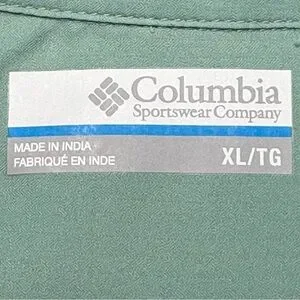 Columbia
Sportswear Company
MADE IN INDIA
FABRIQUÉ EN INDE
XL/TG